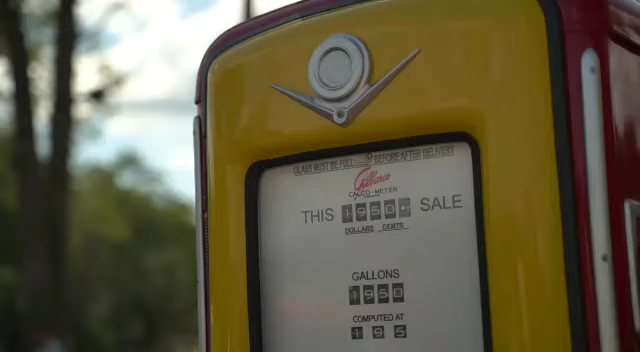 GLASS MUST BE FULL BEFORE AFTER DELIVERY
Gilbarco
CALCO-METER
THIS 1950 SALE
DOLLARS CENTS
GALLONS
1950
COMPUTED AT
195